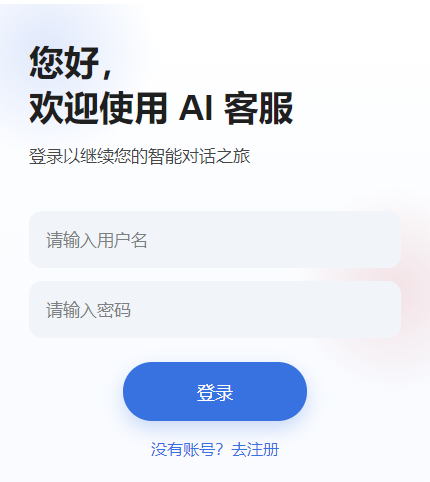 您好，
欢迎使用 AI 客服
登录以继续您的智能对话之旅
请输入用户名
请输入密码
登录
没有账号？去注册